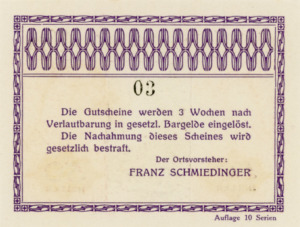 03
Die Gutscheine werden 3 Wochen nach
Verlautbarung in gesetzl. Bargelde eingelöst.
Die Nachahmung dieses Scheines wird
gesetzlich bestraft.
Der Ortsvorsteher:
FRANZ SCHMIEDINGER
Auflage 10 Serien